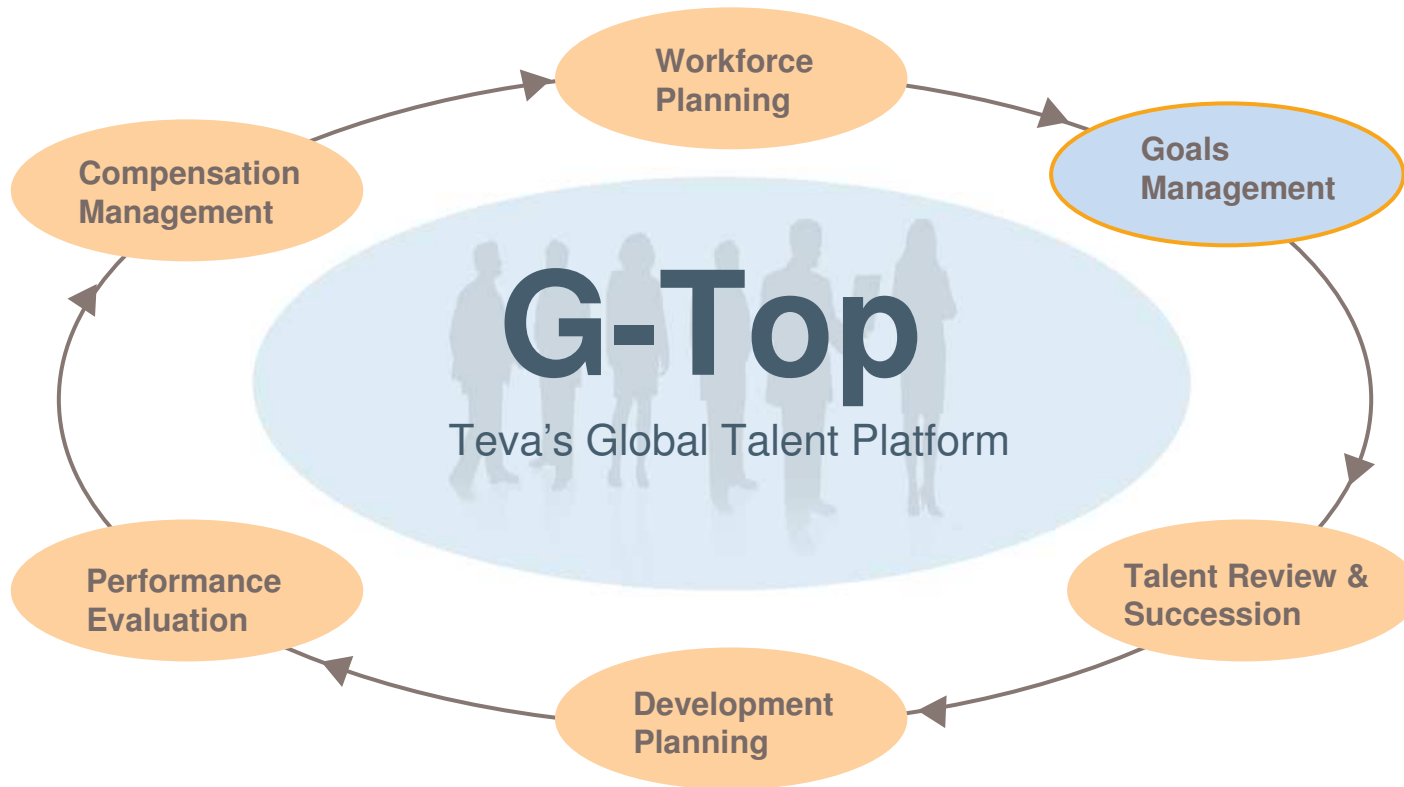 Workforce
Planning
Goals
Management
Compensation
Management
G-Top
Teva's Global Talent Platform
Performance
Evaluation
Talent Review &
Succession
Development
Planning